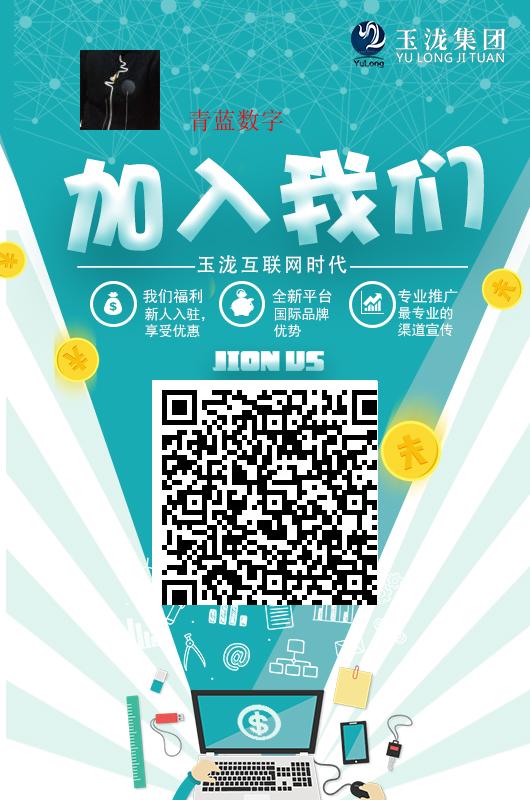 YuLong
玉泷集团
YU LONG JI TUAN
青蓝数字
加入我们
玉泷互联网时代
我们福利
新人入驻，
享受优惠
全新平台
国际品牌
优势
专业推广
最专业的
渠道宣传
JION US